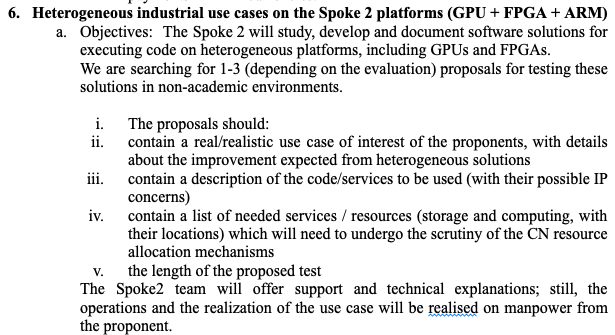 6. Heterogeneous industrial use cases on the Spoke 2 platforms (GPU + FPGA + ARM)
a. Objectives: The Spoke 2 will study, develop and document software solutions for
executing code on heterogeneous platforms, including GPUs and FPGAs.
We are searching for 1-3 (depending on the evaluation) proposals for testing these
solutions in non-academic environments.
i. The proposals should:
ii. contain a real/realistic use case of interest of the proponents, with details
about the improvement expected from heterogeneous solutions
iii. contain a description of the code/services to be used (with their possible IP
concerns)
iv. contain a list of needed services / resources (storage and computing, with
their locations) which will need to undergo the scrutiny of the CN resource
allocation mechanisms
v. the length of the proposed test
The Spoke2 team will offer support and technical explanations; still, the
operations and the realization of the use case will be realised on manpower from
the proponent.